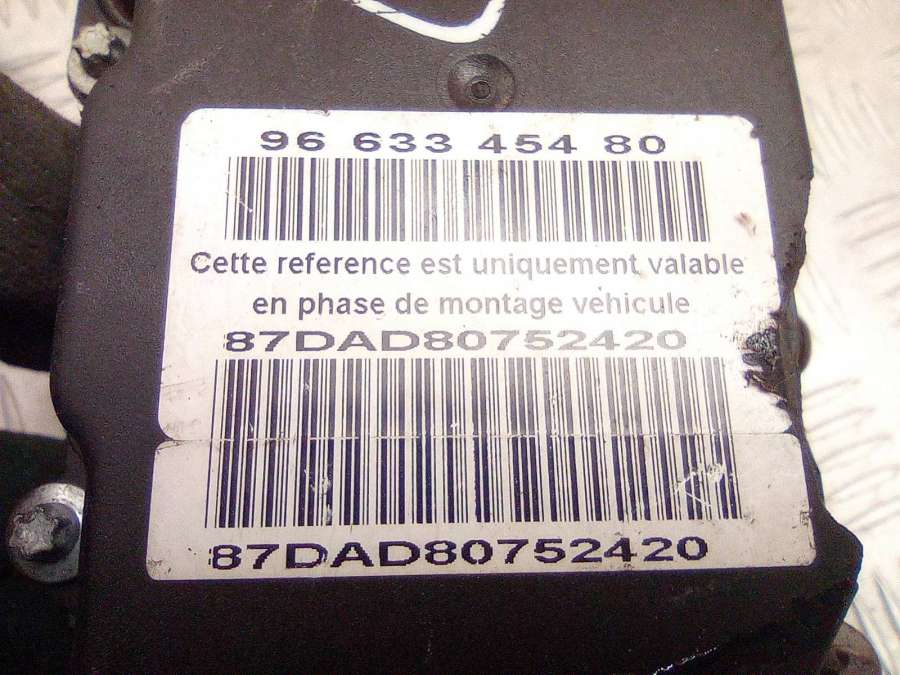 96 633 454 80
Cette reference est uniquement valable
en phase de montage vehicule
87DAD80752420
87DAD80752420